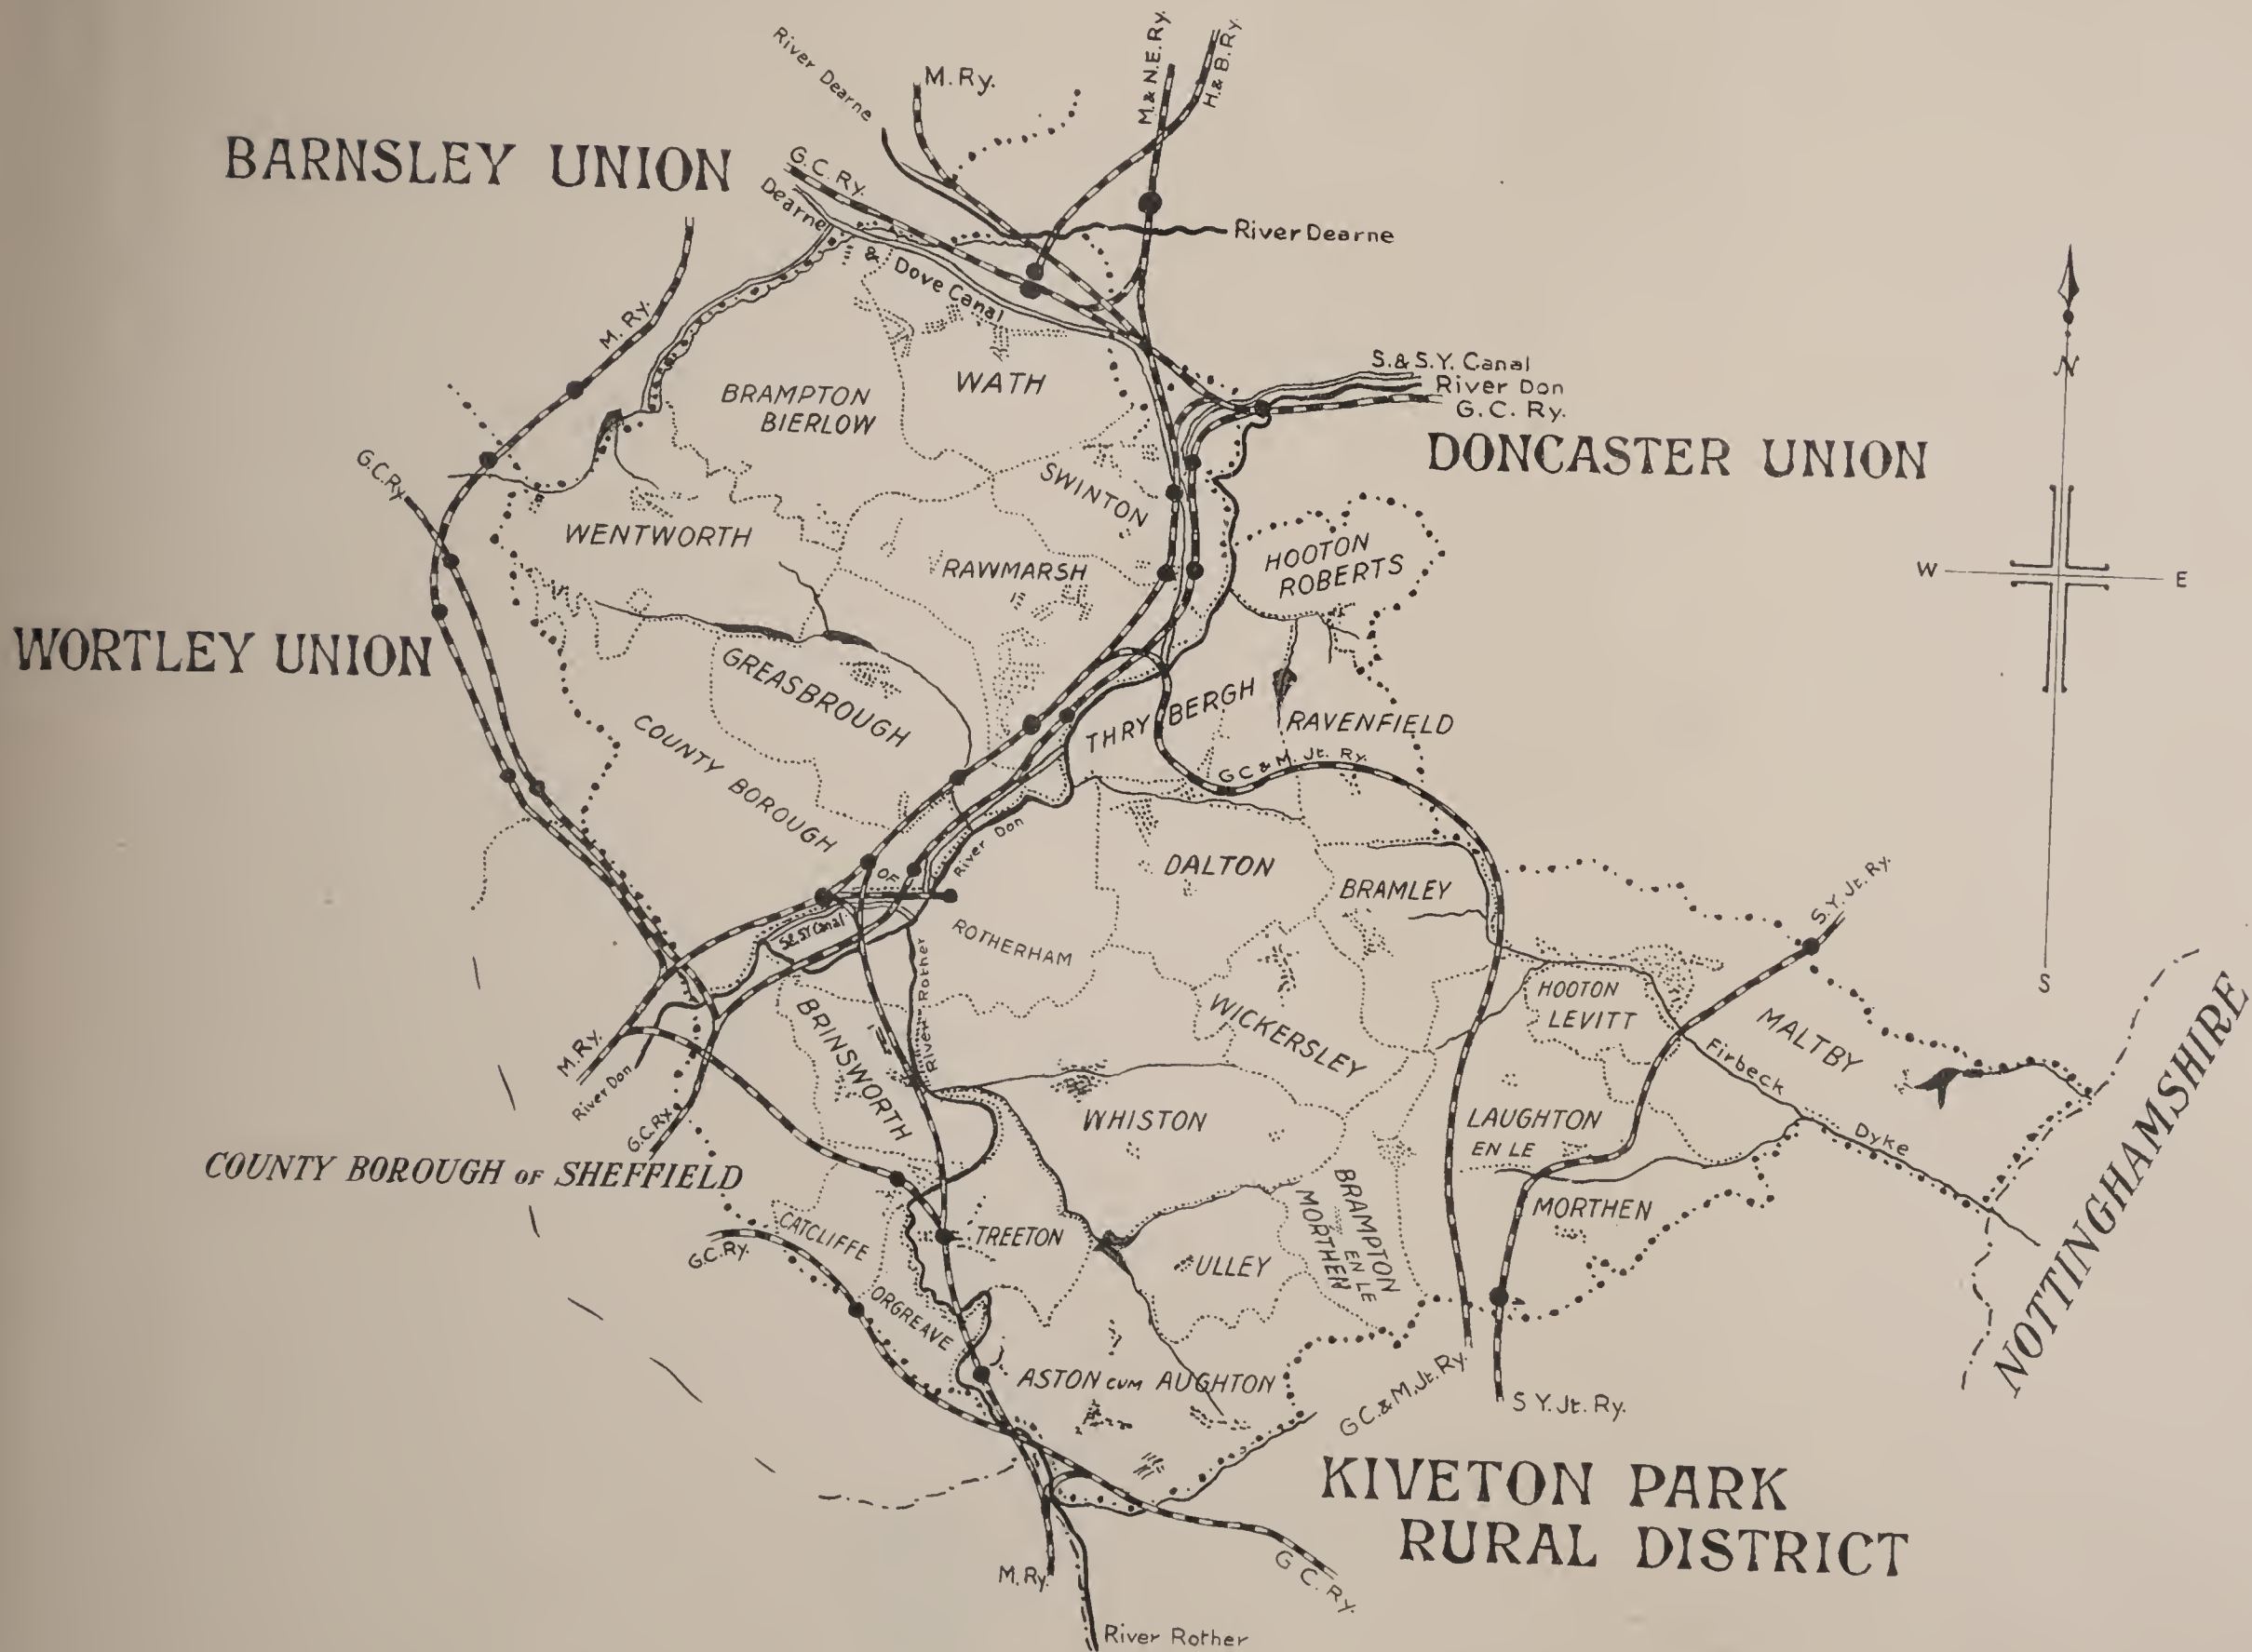 River Dearne
M. Ry.
M. & N.E. Ry.
H. & B. Ry.
BARNSLEY UNION
G. C. Ry.
Dearne & Dove Canal
River Dearne
M. Ry.
BRAMPTON
BIERLOW
WATH
S. & S.Y. Canal
River Don
G. C. Ry.
DONCASTER UNION
N
G.C. Ry
SWINTON
WENTWORTH
RAWMARSH
HOOTON
ROBERTS
W
E
WORTLEY UNION
GREASBROUGH
THRYBERGH
RAVENFIELD
G C & M. Jt. Ry.
COUNTY BOROUGH OF ROTHERHAM
River Don
DALTON
BRAMLEY
S. Y. Jt. Ry.
S. & S.Y. Canal
River Rother
S
HOOTON
LEVITT
MALTBY
WICKERSLEY
BRINSWORTH
M. Ry.
River Don
G.C. Ry.
Firbeck Dyke
NOTTINGHAMSHIRE
WHISTON
LAUGHTON
EN LE
MORTHEN
COUNTY BOROUGH OF SHEFFIELD
BRAMPTON
EN LE
MORTHEN
CATCLIFFE
TREETON
G.C. Ry.
ULLEY
ORGREAVE
ASTON CUM AUGHTON
G C. & M. Jt. Ry.
S Y. Jt. Ry.
KIVETON PARK
RURAL DISTRICT
M. Ry.
G C. Ry.
River Rother